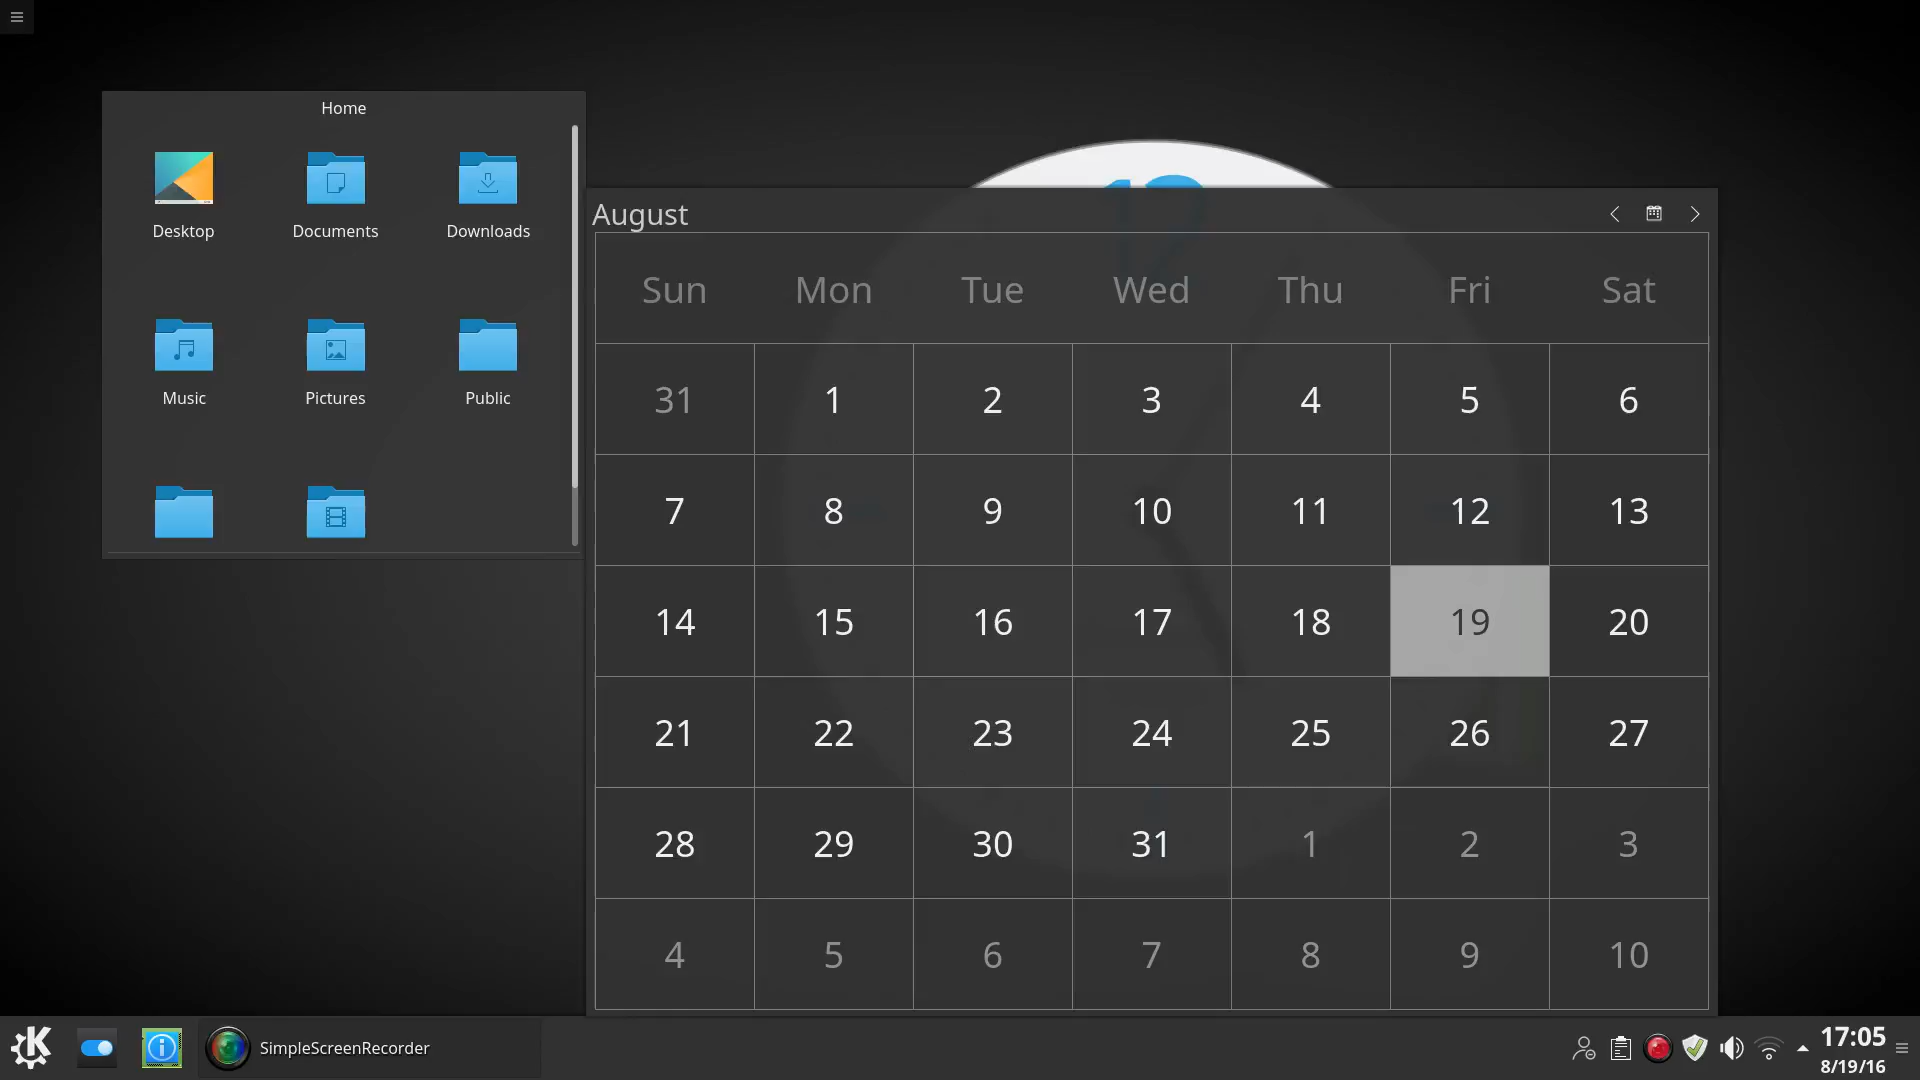 Home
Desktop Documents Downloads
Music Pictures Public
12
August
Sun Mon Tue Wed Thu Fri Sat
31 1 2 3 4 5 6
7 8 9 10 11 12 13
14 15 16 17 18 19 20
21 22 23 24 25 26 27
28 29 30 31 1 2 3
4 5 6 7 8 9 10
SimpleScreenRecorder
17:05
8/19/16